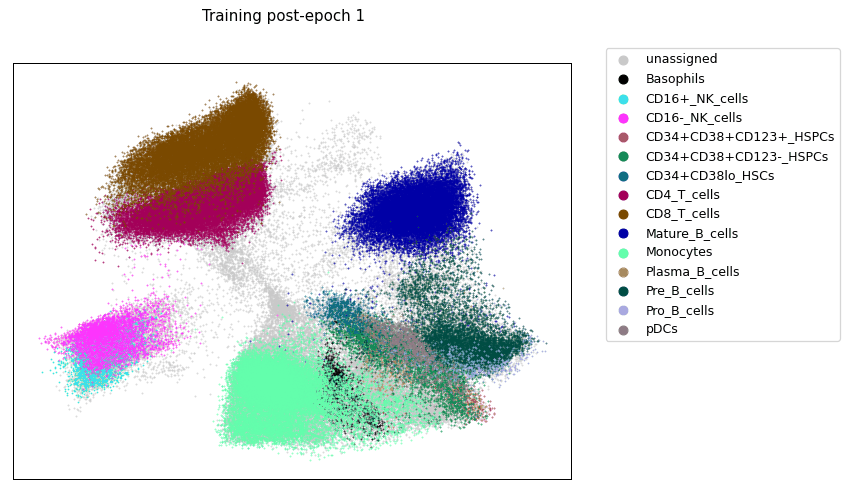 Training post-epoch 1
unassigned
Basophils
CD16+_NK_cells
CD16-_NK_cells
CD34+CD38+CD123+_HSPCs
CD34+CD38+CD123-_HSPCs
CD34+CD38lo_HSCs
CD4_T_cells
CD8_T_cells
Mature_B_cells
Monocytes
Plasma_B_cells
Pre_B_cells
Pro_B_cells
pDCs